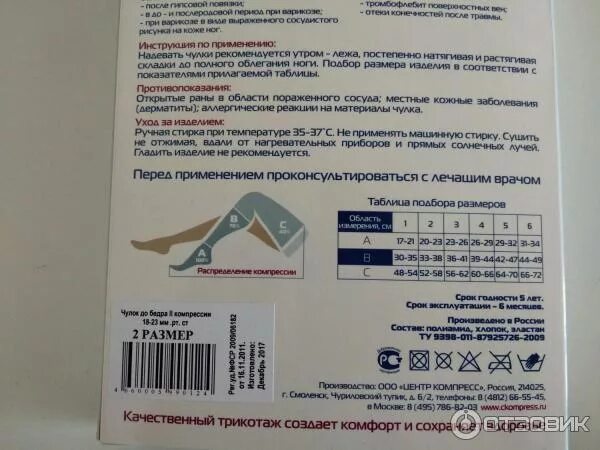 - после гипсовой повязки;
- в до - и послеродовой период при варикозе;
- при варикозе в виде выраженного сосудистого
рисунка на коже ног.
- тромбофлебит поверхностных вен;
- отеки конечностей после травмы.
Инструкция по применению:
Надевать чулки рекомендуется утром - лежа, постепенно натягивая и растягивая
складки до полного облегания ноги. Подбор размера изделия в соответствии с
показателями прилагаемой таблицы.
Противопоказания:
Открытые раны в области пораженного сосуда; местные кожные заболевания
(дерматиты); аллергические реакции на материалы чулка.
Уход за изделием:
Ручная стирка при температуре 35-37˚С. Не применять машинную стирку. Сушить
не отжимая, вдали от нагревательных приборов и прямых солнечных лучей.
Гладить изделие не рекомендуется.
Перед применением проконсультироваться с лечащим врачом
Таблица подбора размеров
Область измерения, см 1 2 3 4 5 6
A 17-21 20-23 23-26 26-29 29-32 31-34
B 30-35 33-38 36-41 39-44 42-47 44-49
C 48-54 52-58 56-62 60-66 64-70 66-72
A 100%
B 70%
C 40%
Распределение компрессии
Срок годности 5 лет.
Срок эксплуатации - 6 месяцев.
Произведено в России
Состав: полиамид, хлопок, эластан
ТУ 9398-011-87925726-2009
Чулок до бедра II компрессии
18-23 мм .рт. ст
2 РАЗМЕР
4 660005 990124
Рег.уд.№ФСР 2009/06182
от 16.11.2011.
Изготовлено:
Декабрь 2017
Производство: ООО «ЦЕНТР КОМПРЕСС», Россия, 214025,
г. Смоленск, Чуриловский тупик, д. 6/2, телефоны: 8 (4812) 66-55-45,
в Москве 8 (495) 786-82-03 www.ckompress.ru
Качественный трикотаж создает комфорт и сохраняет здоровье
ОТЗОВИК